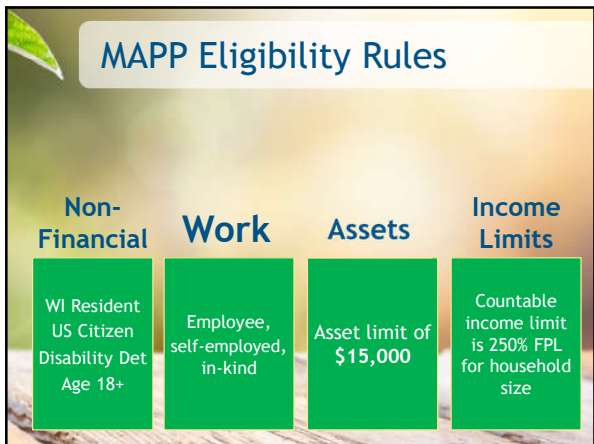 MAPP Eligibility Rules
Non-
Financial
WI Resident
US Citizen
Disability Det
Age 18+
Work
Employee,
self-employed,
in-kind
Assets
Asset limit of
$15,000
Income
Limits
Countable
income limit
is 250% FPL
for household
size